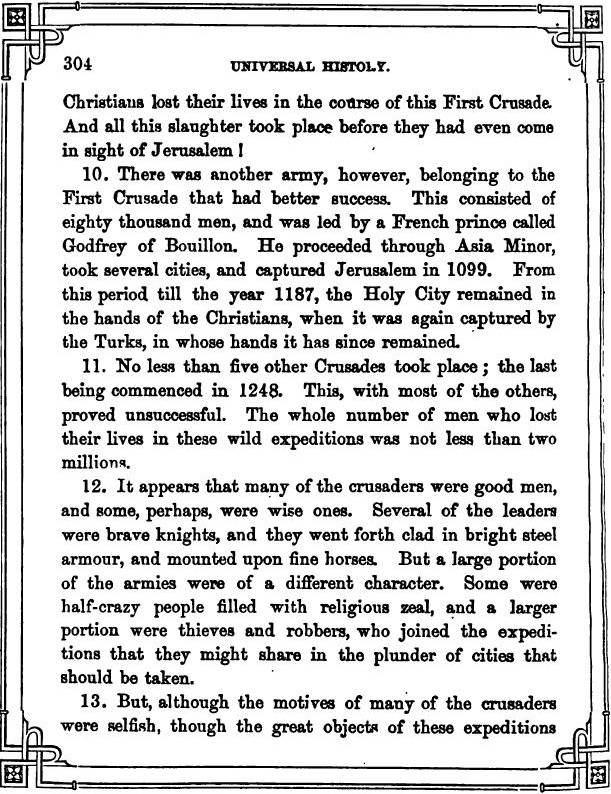 304
UNIVERSAL HISTOLY.
Christians lost their lives in the course of this First Crusade.
And all this slaughter took place before they had even come
in sight of Jerusalem !
10. There was another army, however, belonging to the
First Crusade that had better success. This consisted of
eighty thousand men, and was led by a French prince called
Godfrey of Bouillon. He proceeded through Asia Minor,
took several cities, and captured Jerusalem in 1099. From
this period till the year 1187, the Holy City remained in
the hands of the Christians, when it was again captured by
the Turks, in whose hands it has since remained.
11. No less than five other Crusades took place ; the last
being commenced in 1248. This, with most of the others,
proved unsuccessful. The whole number of men who lost
their lives in these wild expeditions was not less than two
millions.
12. It appears that many of the crusaders were good men,
and some, perhaps, were wise ones. Several of the leaders
were brave knights, and they went forth clad in bright steel
armour, and mounted upon fine horses. But a large portion
of the armies were of a different character. Some were
half-crazy people filled with religious zeal, and a larger
portion were thieves and robbers, who joined the expedi-
tions that they might share in the plunder of cities that
should be taken.
13. But, although the motives of many of the crusaders
were selfish, though the great objects of these expeditions